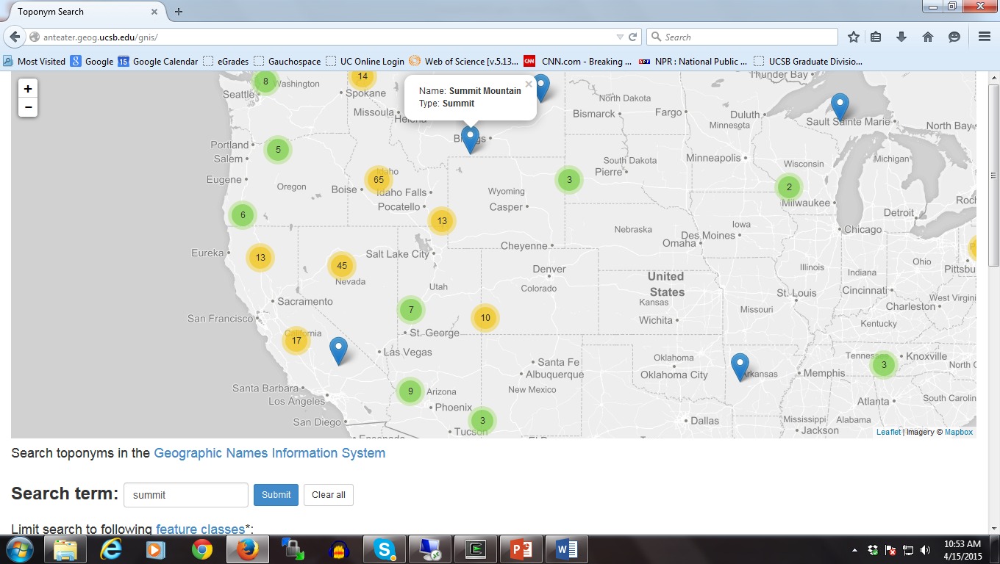 Toponym Search
anteater.geog.ucsb.edu/gnis/
Search
Most Visited
Google
Google Calendar
eGrades
Gauchospace
UC Online Login
Web of Science [v.5.13...
CNN.com - Breaking ...
NPR : National Public ...
UCSB Graduate Divisio...
+
−
8
Washington
Seattle
14
Spokane
Missoula
Name: Summit Mountain
Type: Summit
North Dakota
Bismarck
Fargo
Thunder Bay
Duluth
Minnesota
Sault Sainte Marie
North Bay
Portland
Salem
5
Eugene
Oregon
65
Idaho
Boise
Idaho Falls
Pocatello
13
Wyoming
Casper
3
South Dakota
Pierre
Minneapolis
Wisconsin
2
Milwaukee
Michigan
Detroit
Chicago
6
Eureka
13
45
Nevada
Salt Lake City
Utah
Cheyenne
Nebraska
Iowa
Des Moines
Omaha
Denver
Colorado
United
States
Kansas
Wichita
Illinois
Indiana
Ohio
St. Louis
Missouri
Cincinnati
West Virgin
Charleston
Kentucky
Sacramento
San Francisco
California
17
7
St. George
10
Las Vegas
Santa Barbara
Los Angeles
San Diego
9
Arizona
Phoenix
3
Tucson
Santa Fe
Albuquerque
New Mexico
Oklahoma
Oklahoma City
Arkansas
Memphis
Tennessee
Knoxville
3
Atlanta
South Carolin
Dallas
Mississippi
Alabama
Jackson
Leaflet | Imagery © Mapbox
Search toponyms in the Geographic Names Information System
Search term:
summit
Submit
Clear all
Limit search to following feature classes*:
10:53 AM
4/15/2015